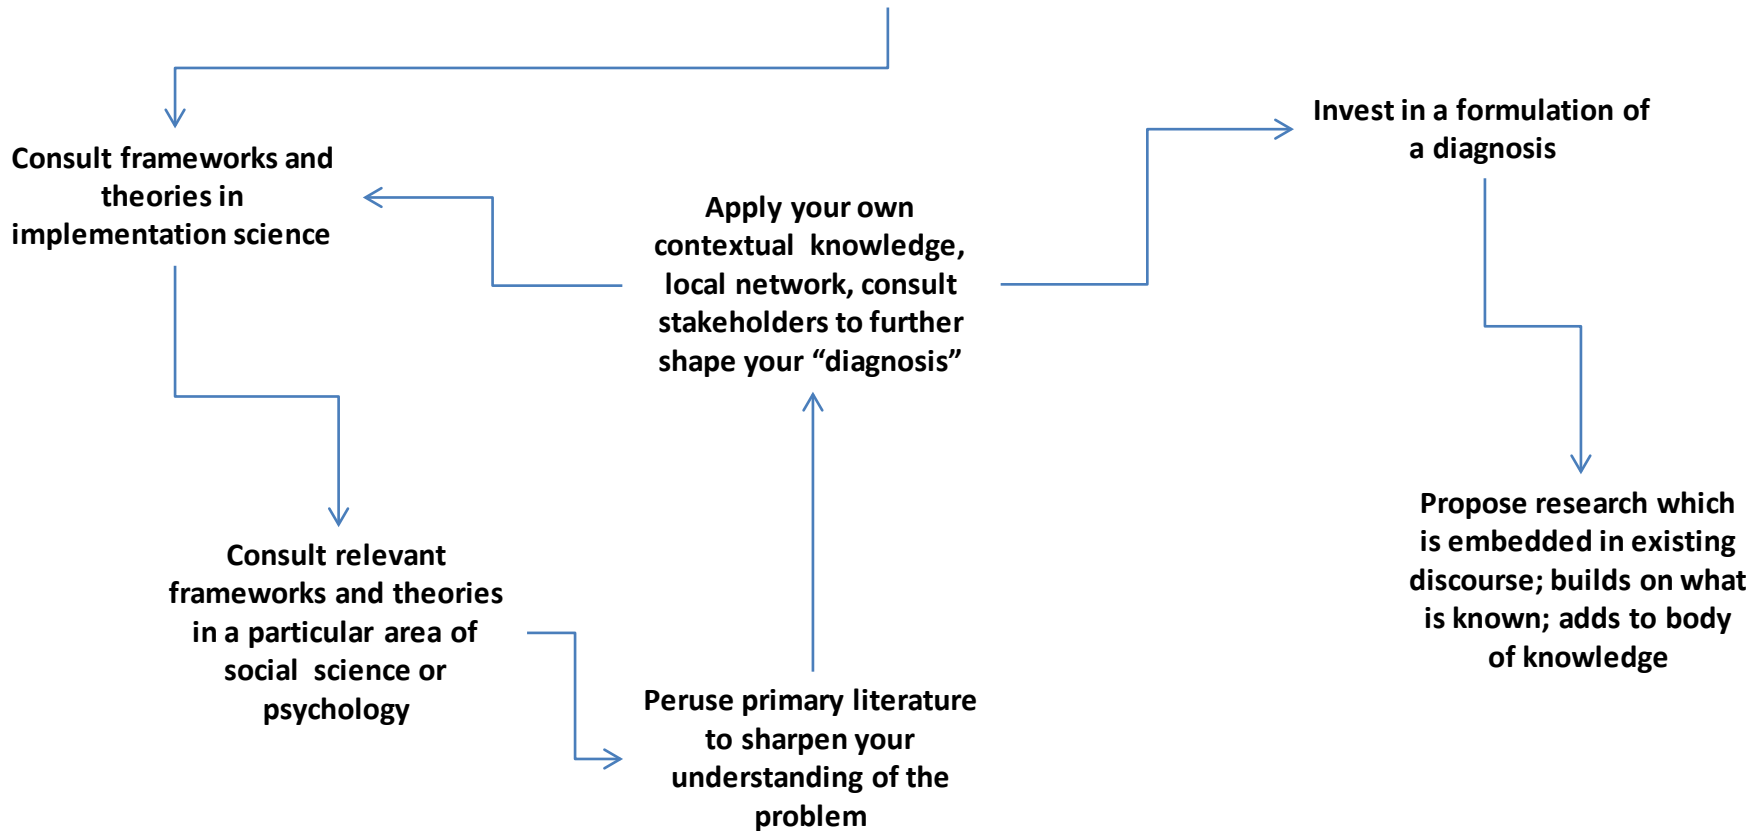 Consult frameworks and
theories in
implementation science
Consult relevant
frameworks and theories
in a particular area of
social science or
psychology
Peruse primary literature
to sharpen your
understanding of the
problem
Apply your own
contextual knowledge,
local network, consult
stakeholders to further
shape your “diagnosis”
Invest in a formulation of
a diagnosis
Propose research which
is embedded in existing
discourse; builds on what
is known; adds to body
of knowledge